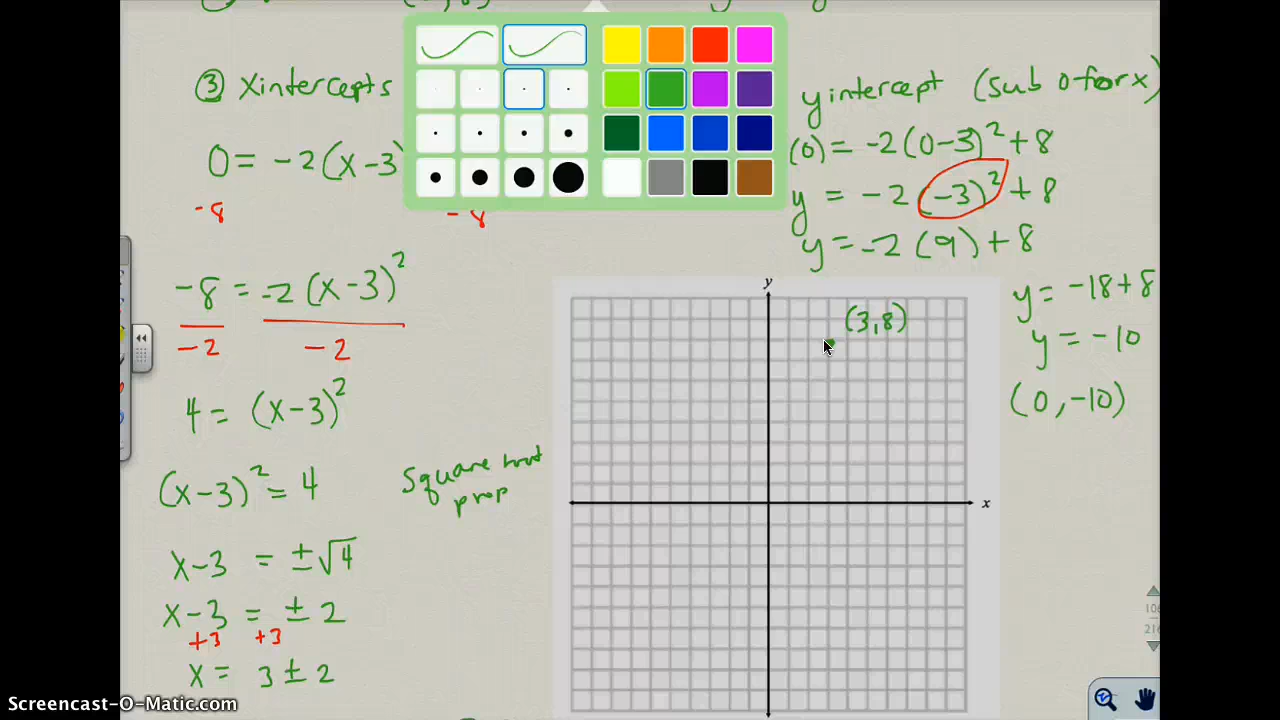 ③ X intercepts
0 = -2(x-3)
-8 -8
-8 = -2(x-3)²
-2 -2
4 = (x-3)²
(x-3)² = 4
Square root
prop
x-3 = ±√4
x-3 = ± 2
+3 +3
x = 3 ± 2
y intercept (sub 0 for x)
(0) = -2(0-3)² + 8
y = -2(-3)² + 8
y = -2(9) + 8
y = -18+8
y = -10
(0, -10)
y
(3,8)
x
Screencast-O-Matic.com